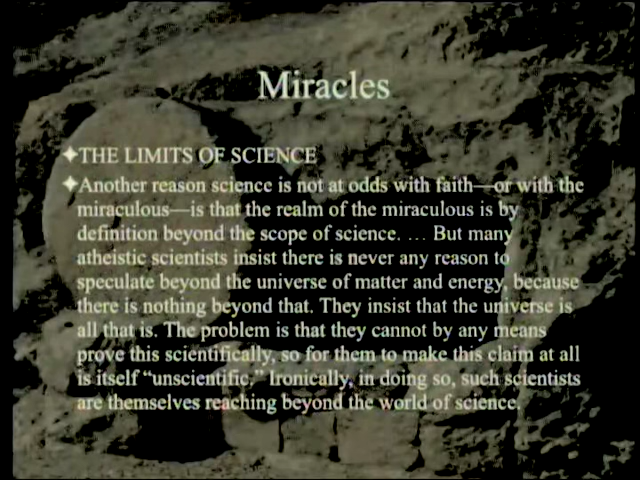 Miracles
✦THE LIMITS OF SCIENCE
✦Another reason science is not at odds with faith—or with the
miraculous—is that the realm of the miraculous is by
definition beyond the scope of science. … But many
atheistic scientists insist there is never any reason to
speculate beyond the universe of matter and energy, because
there is nothing beyond that. They insist that the universe is
all that is. The problem is that they cannot by any means
prove this scientifically, so for them to make this claim at all
is itself “unscientific.” Ironically, in doing so, such scientists
are themselves reaching beyond the world of science.